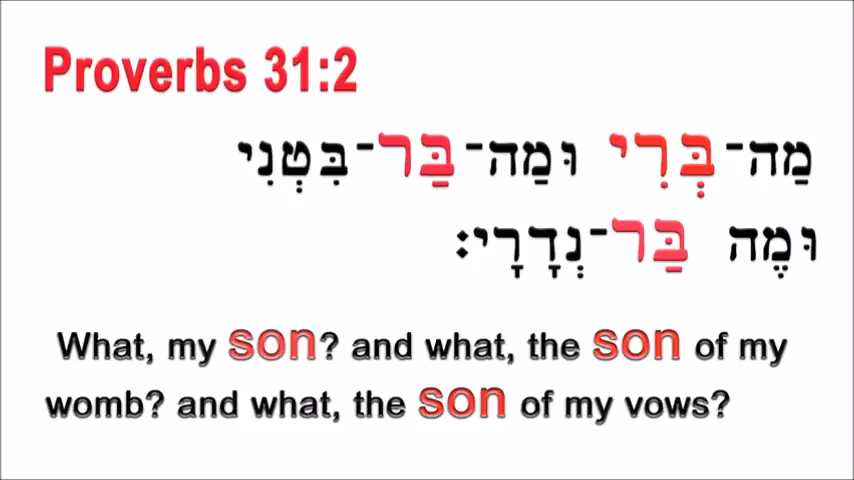 Proverbs 31:2
מַה־בְּרִי וּמַה־בַּר־בִּטְנִי
וּמֶה בַּר־נְדָרָי׃
What, my son? and what, the son of my
womb? and what, the son of my vows?